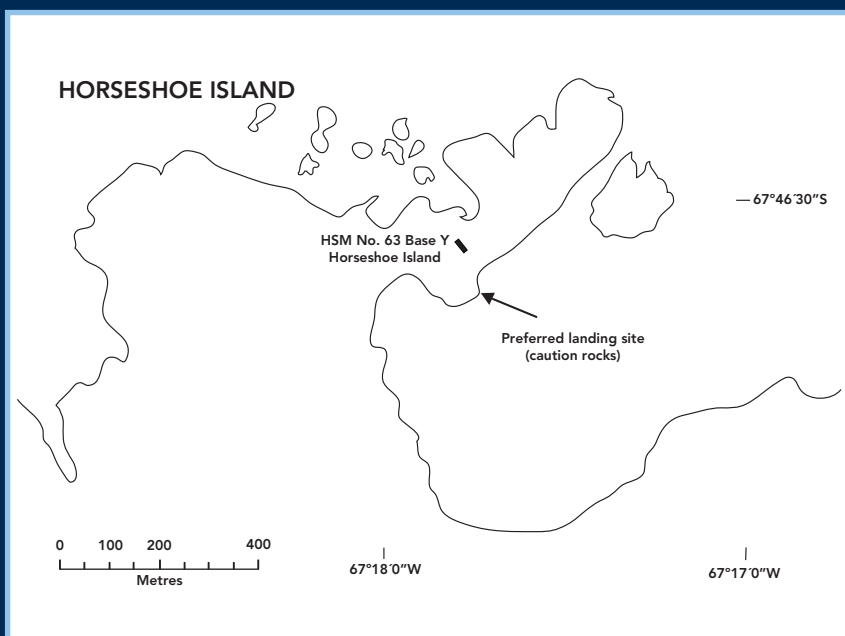 HORSESHOE ISLAND
67°46´30”S
HSM No. 63 Base Y
Horseshoe Island
Preferred landing site
(caution rocks)
0 100 200 400
Metres
67°18´0”W
67°17´0”W